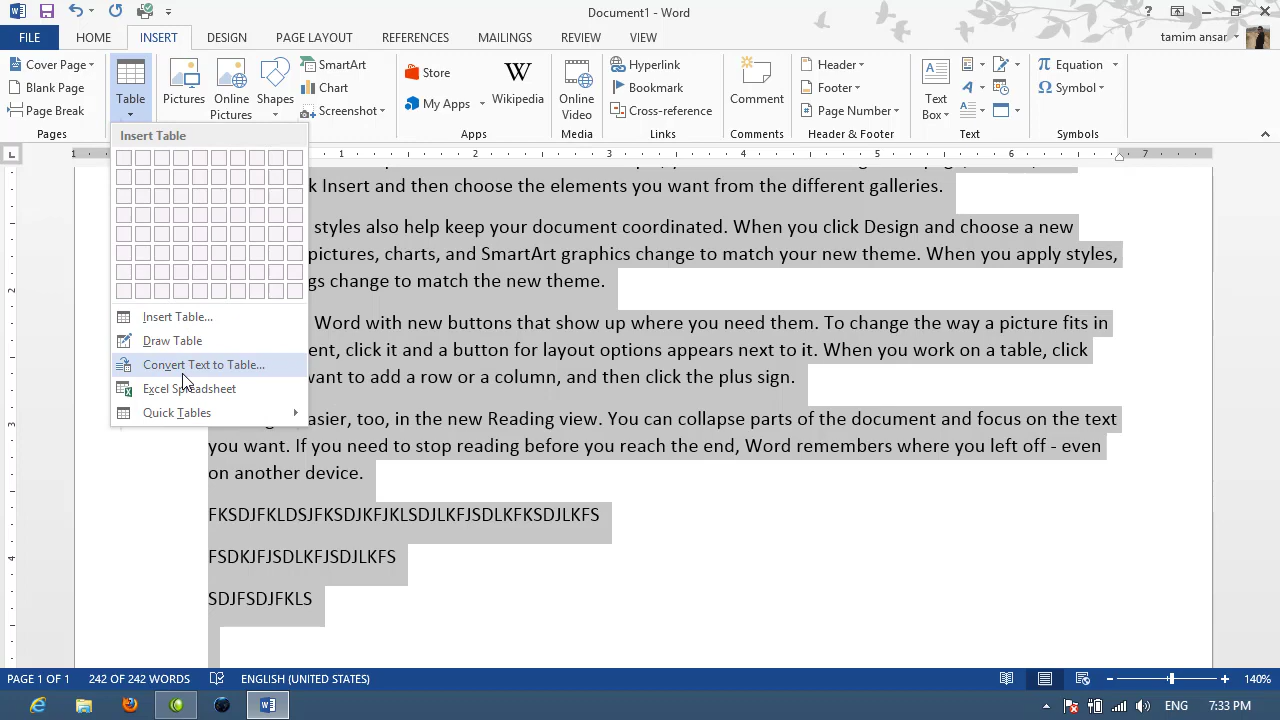 Document1 - Word
FILE HOME INSERT DESIGN PAGE LAYOUT REFERENCES MAILINGS REVIEW VIEW tamim ansar
Cover Page
Blank Page
Page Break
Pages
Table
Pictures
Online Pictures
Shapes
SmartArt
Chart
Screenshot
Store
My Apps
Wikipedia
Apps
Online Video
Media
Hyperlink
Bookmark
Cross-reference
Links
Comment
Comments
Header
Footer
Page Number
Header & Footer
Text Box
Text
Equation
Symbol
Symbols
Insert Table
Insert Table...
Draw Table
Convert Text to Table...
Excel Spreadsheet
Quick Tables
1 1 2 3 4 5 6 7
k Insert and then choose the elements you want from the different galleries.
styles also help keep your document coordinated. When you click Design and choose a new
pictures, charts, and SmartArt graphics change to match your new theme. When you apply styles,
gs change to match the new theme.
Word with new buttons that show up where you need them. To change the way a picture fits in
ent, click it and a button for layout options appears next to it. When you work on a table, click
want to add a row or a column, and then click the plus sign.
asier, too, in the new Reading view. You can collapse parts of the document and focus on the text
you want. If you need to stop reading before you reach the end, Word remembers where you left off - even
on another device.
FKSDJFKLDSJFKSDJKFJKLSDJLKFJSDLKFKSDJLKFS
FSDKJFJSDLKFJSDJLKFS
SDJFSDJFKLS
2
4
PAGE 1 OF 1 242 OF 242 WORDS ENGLISH (UNITED STATES) 140%
ENG 7:33 PM